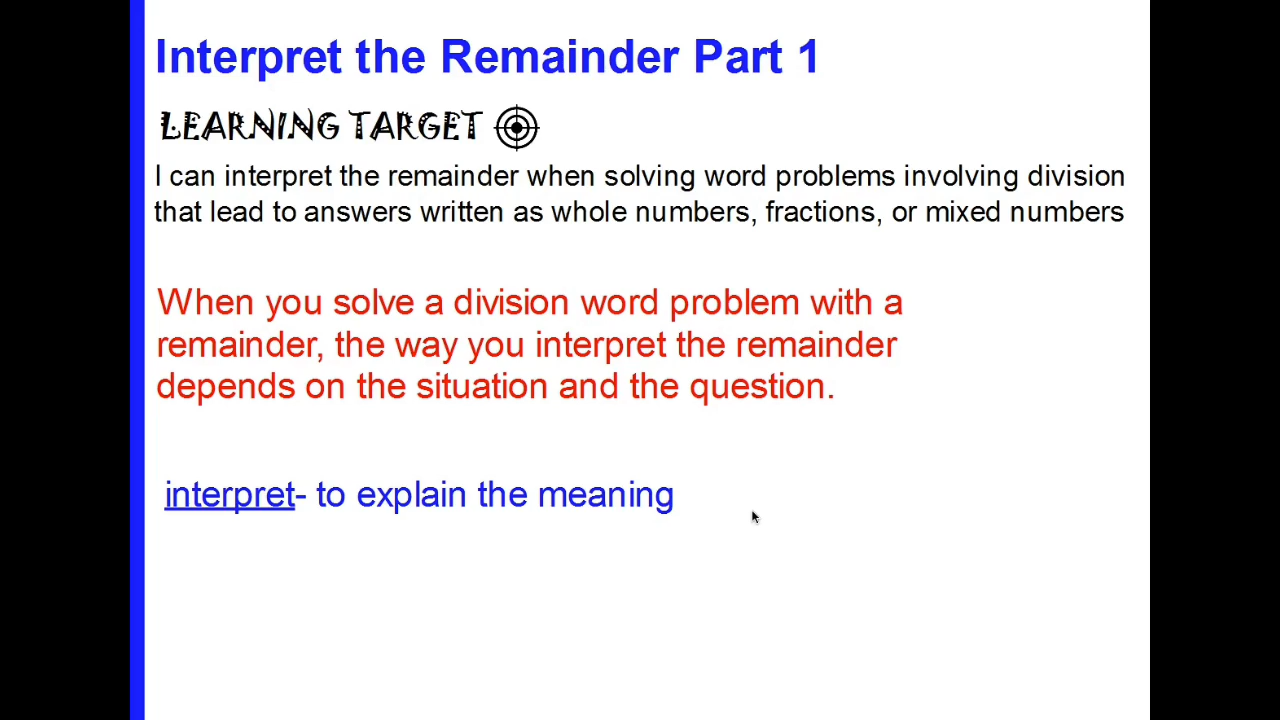 Interpret the Remainder Part 1
LEARNING TARGET
I can interpret the remainder when solving word problems involving division
that lead to answers written as whole numbers, fractions, or mixed numbers
When you solve a division word problem with a
remainder, the way you interpret the remainder
depends on the situation and the question.
interpret- to explain the meaning